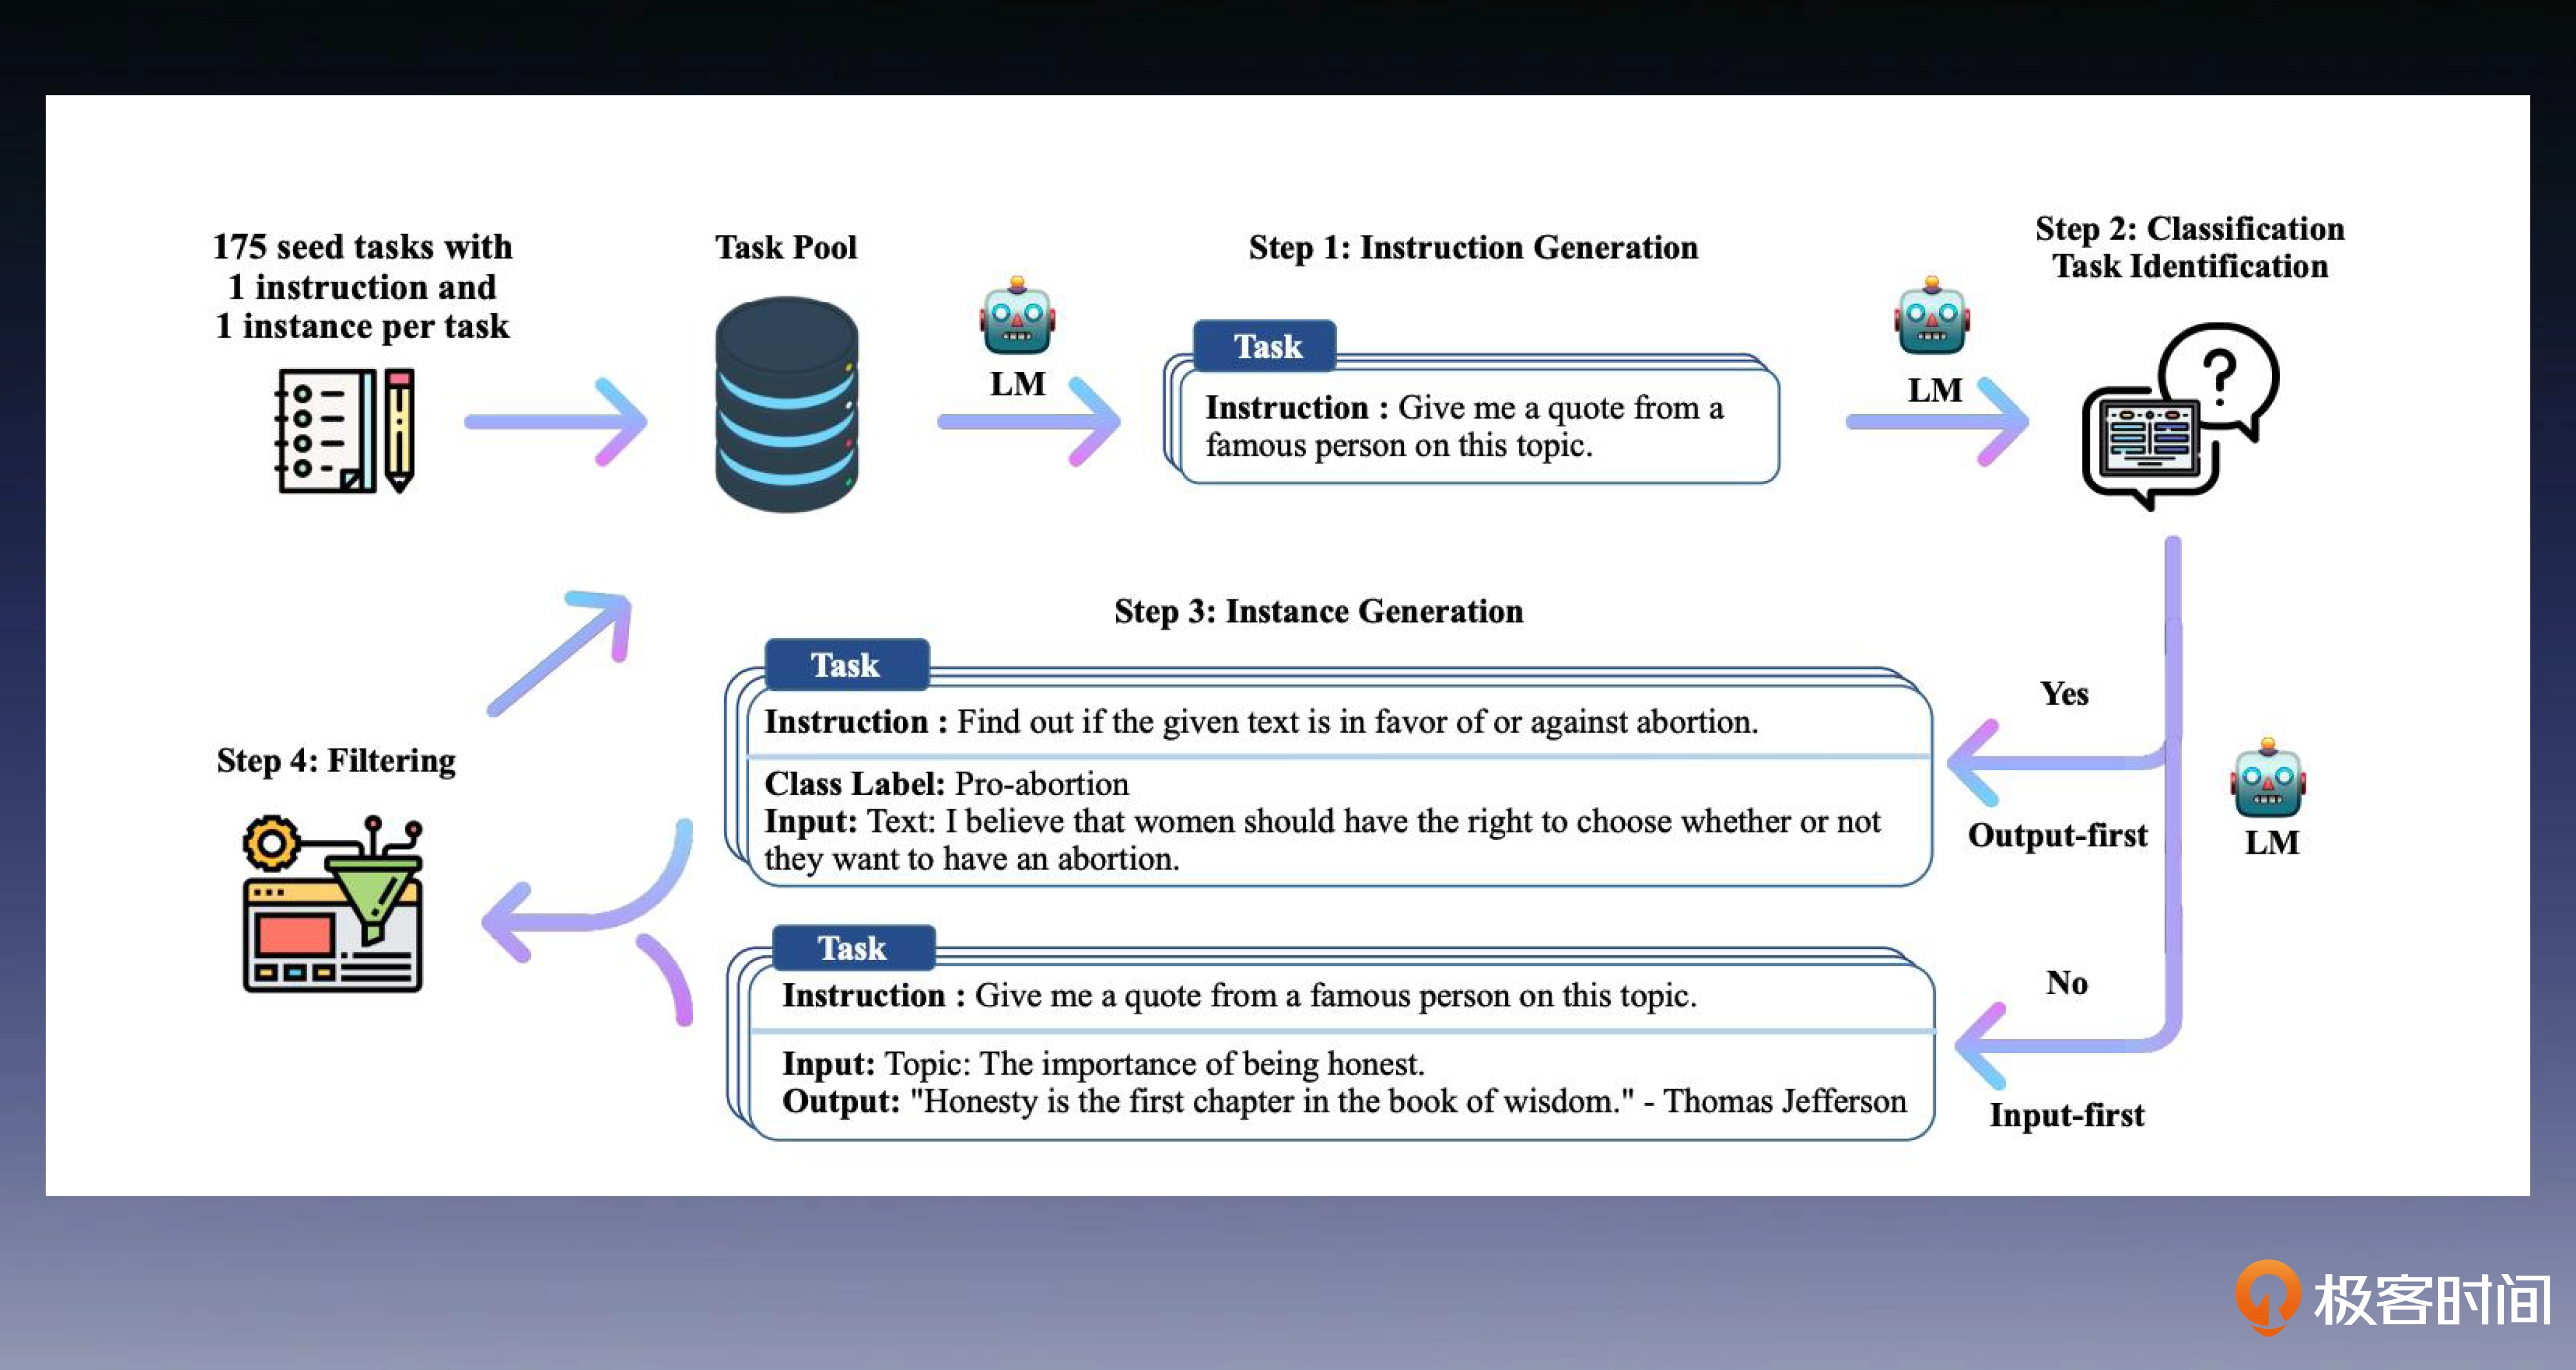 175 seed tasks with
1 instruction and
1 instance per task
Task Pool
LM
Step 1: Instruction Generation
Task
Instruction : Give me a quote from a
famous person on this topic.
LM
Step 2: Classification
Task Identification
Step 3: Instance Generation
Task
Instruction : Find out if the given text is in favor of or against abortion.
Class Label: Pro-abortion
Input: Text: I believe that women should have the right to choose whether or not
they want to have an abortion.
Yes
Output-first
LM
Task
Instruction : Give me a quote from a famous person on this topic.
Input: Topic: The importance of being honest.
Output: "Honesty is the first chapter in the book of wisdom." - Thomas Jefferson
No
Input-first
Step 4: Filtering
极客时间